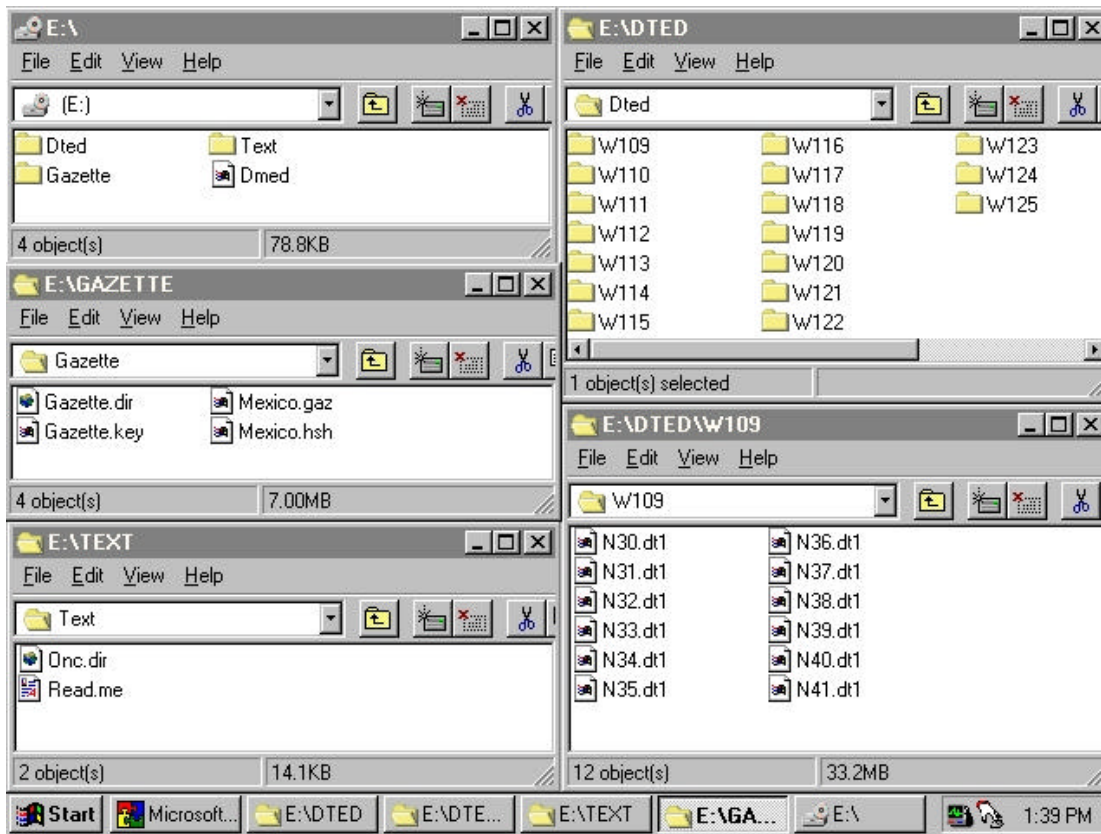 E:\
File Edit View Help
(E:)
Dted Text
Gazette Dmed
4 object(s) 78.8KB
E:\GAZETTE
File Edit View Help
Gazette
Gazette.dir Mexico.gaz
Gazette.key Mexico.hsh
4 object(s) 7.00MB
E:\TEXT
File Edit View Help
Text
Onc.dir
Read.me
2 object(s) 14.1KB
E:\DTED
File Edit View Help
Dted
W109 W116 W123
W110 W117 W124
W111 W118 W125
W112 W119
W113 W120
W114 W121
W115 W122
1 object(s) selected
E:\DTED\W109
File Edit View Help
W109
N30.dt1 N36.dt1
N31.dt1 N37.dt1
N32.dt1 N38.dt1
N33.dt1 N39.dt1
N34.dt1 N40.dt1
N35.dt1 N41.dt1
12 object(s) 33.2MB
Start Microsoft... E:\DTED E:\DTE... E:\TEXT E:\GA... E:\ 1:39 PM